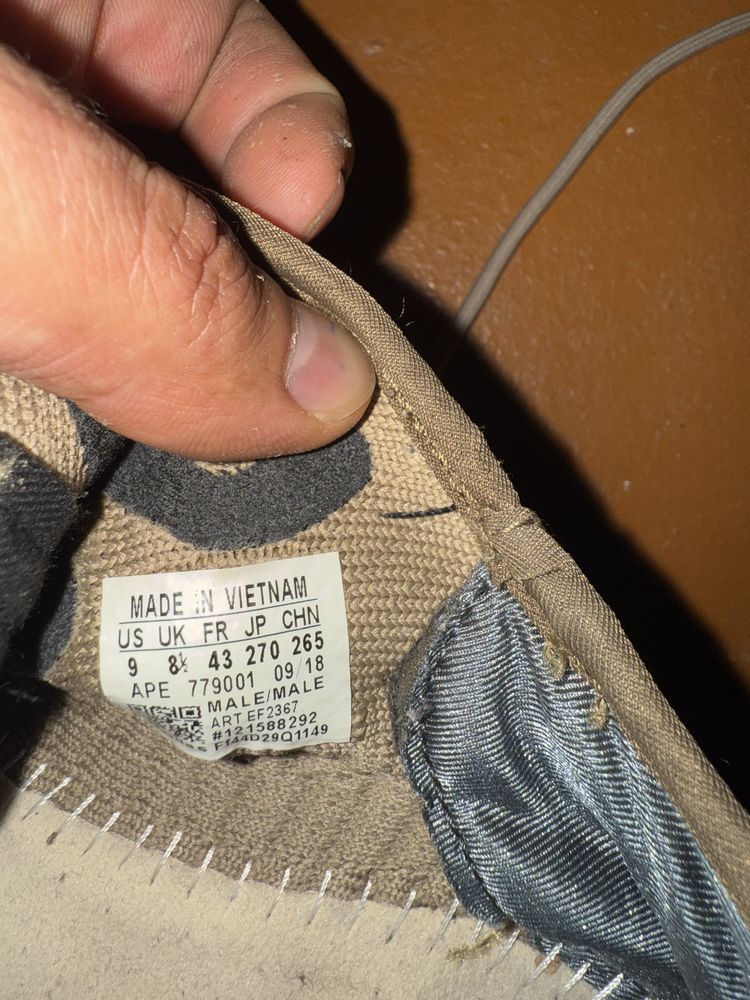 MADE IN VIETNAM
US UK FR JP CHN
9 8½ 43 270 265
APE 779001 09/18
MALE/MALE
ART EF2367
#121588292